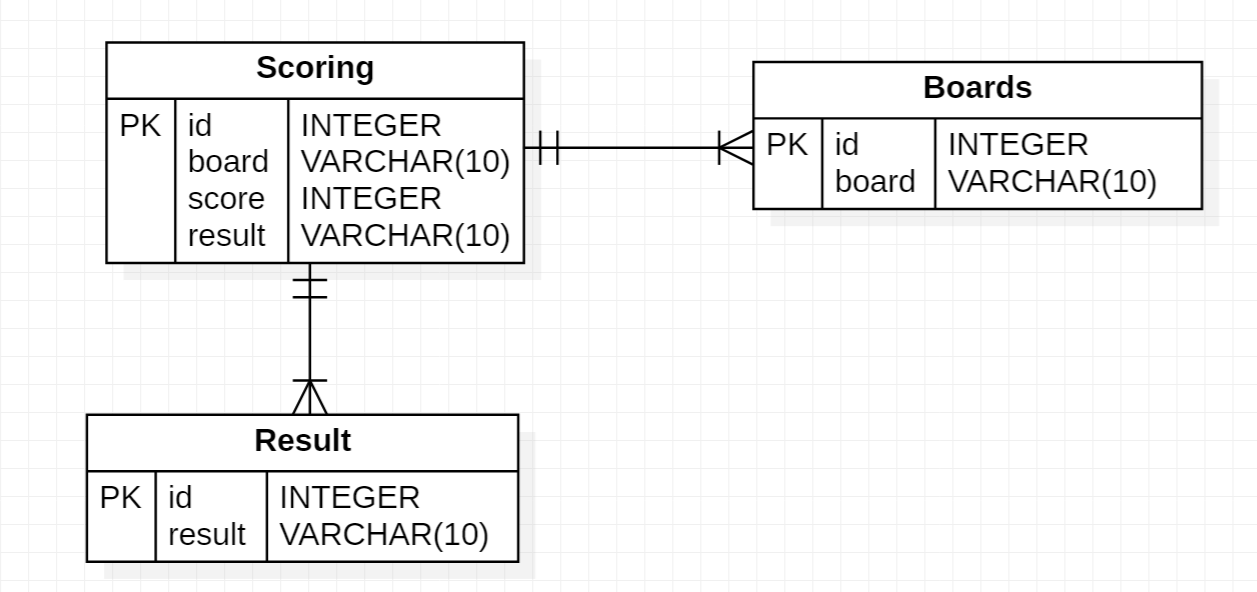 Scoring
PK id INTEGER
board VARCHAR(10)
score INTEGER
result VARCHAR(10)
Boards
PK id INTEGER
board VARCHAR(10)
Result
PK id INTEGER
result VARCHAR(10)